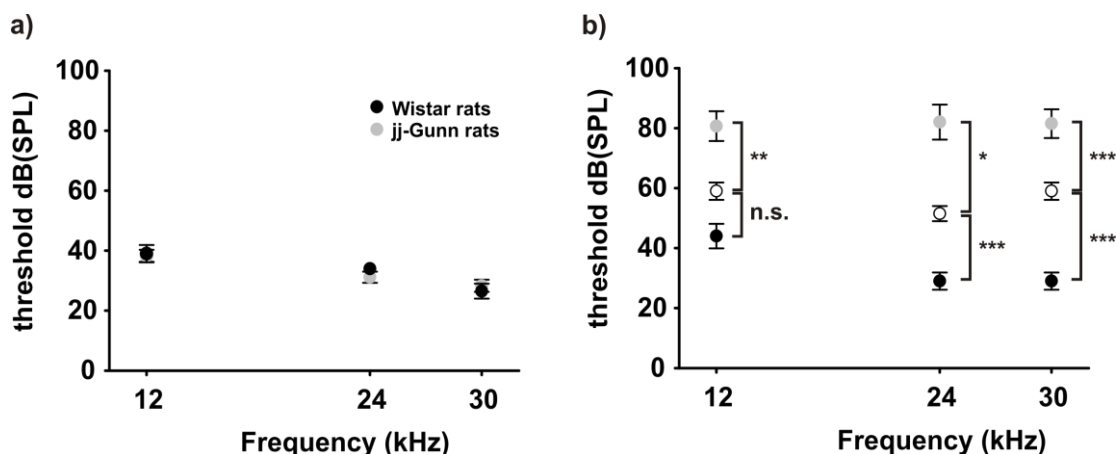 a)
threshold dB(SPL)
100
80
60
40
20
0
Wistar rats
jj-Gunn rats
12
24
30
Frequency (kHz)
b)
threshold dB(SPL)
100
80
60
40
20
0
**
n.s.
*
***
***
***
12
24
30
Frequency (kHz)